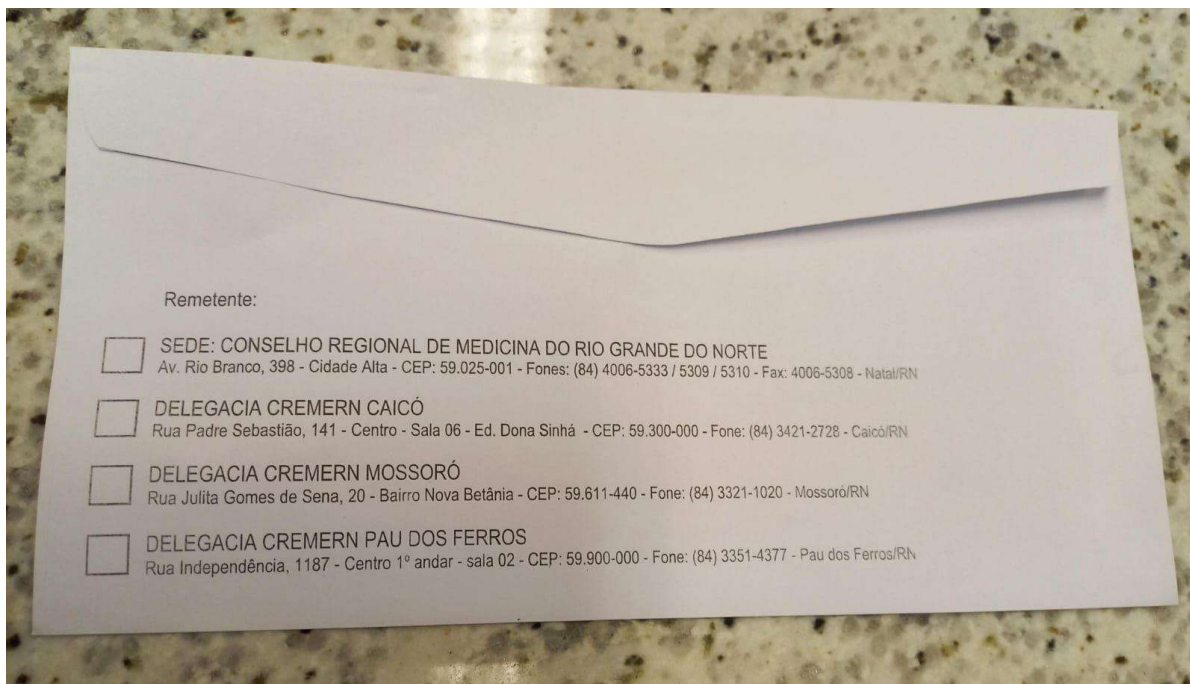 Remetente:
SEDE: CONSELHO REGIONAL DE MEDICINA DO RIO GRANDE DO NORTE
Av. Rio Branco, 398 - Cidade Alta - CEP: 59.025-001 - Fones: (84) 4006-5333 / 5309 / 5310 - Fax: 4006-5308 - Natal/RN
DELEGACIA CREMERN CAICÓ
Rua Padre Sebastião, 141 - Centro - Sala 06 - Ed. Dona Sinhá - CEP: 59.300-000 - Fone: (84) 3421-2728 - Caicó/RN
DELEGACIA CREMERN MOSSORÓ
Rua Julita Gomes de Sena, 20 - Bairro Nova Betânia - CEP: 59.611-440 - Fone: (84) 3321-1020 - Mossoró/RN
DELEGACIA CREMERN PAU DOS FERROS
Rua Independência, 1187 - Centro 1º andar - sala 02 - CEP: 59.900-000 - Fone: (84) 3351-4377 - Pau dos Ferros/RN